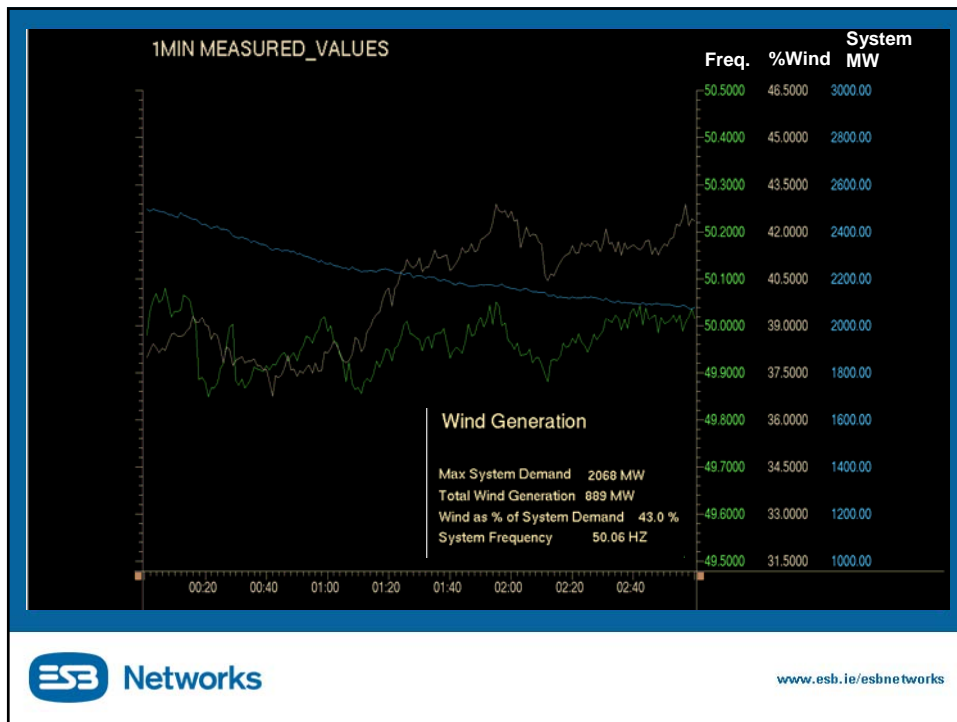 1MIN MEASURED_VALUES
Freq. %Wind System MW
50.5000 46.5000 3000.00
50.4000 45.0000 2800.00
50.3000 43.5000 2600.00
50.2000 42.0000 2400.00
50.1000 40.5000 2200.00
50.0000 39.0000 2000.00
49.9000 37.5000 1800.00
49.8000 36.0000 1600.00
49.7000 34.5000 1400.00
49.6000 33.0000 1200.00
49.5000 31.5000 1000.00
Wind Generation
Max System Demand 2068 MW
Total Wind Generation 889 MW
Wind as % of System Demand 43.0 %
System Frequency 50.06 HZ
00:20 00:40 01:00 01:20 01:40 02:00 02:20 02:40
ESB Networks
www.esb.ie/esbnetworks